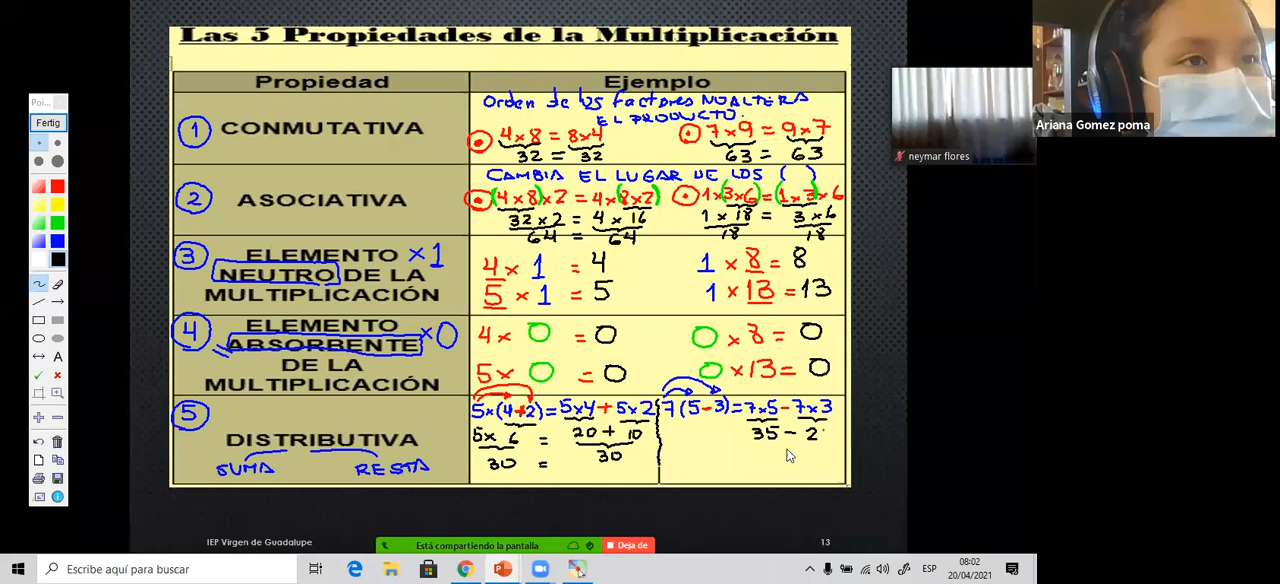 Las 5 Propiedades de la Multiplicación
Propiedad Ejemplo
Orden de los factores NO ALTERA
EL PRODUCTO.
① CONMUTATIVA
4×8 = 8×4 7×9 = 9×7
32 = 32 63 = 63
CAMBIA EL LUGAR DE LOS ( )
② ASOCIATIVA
(4×8)×2 = 4×(8×2) 1×(3×6) = (1×3)×6
32×2 = 4×16 1×18 = 3×6
64 = 64 18 18
③ ELEMENTO ×1
NEUTRO DE LA
MULTIPLICACIÓN
4 × 1 = 4 1 × 8 = 8
5 × 1 = 5 1 × 13 = 13
④ ELEMENTO ×0
ABSORBENTE
DE LA
MULTIPLICACIÓN
4 × 0 = 0 0 × 8 = 0
5 × 0 = 0 0 × 13 = 0
⑤ DISTRIBUTIVA
SUMA RESTA
5×(4+2) = 5×4 + 5×2 7(5-3) = 7×5 - 7×3
5×6 = 20 + 10 35 - 2
30 = 30
IEP Virgen de Guadalupe 13
Poi...
Fertig
A
Ariana Gomez poma
neymar flores
Está compartiendo la pantalla Deja de
Escribe aquí para buscar
ESP
08:02
20/04/2021